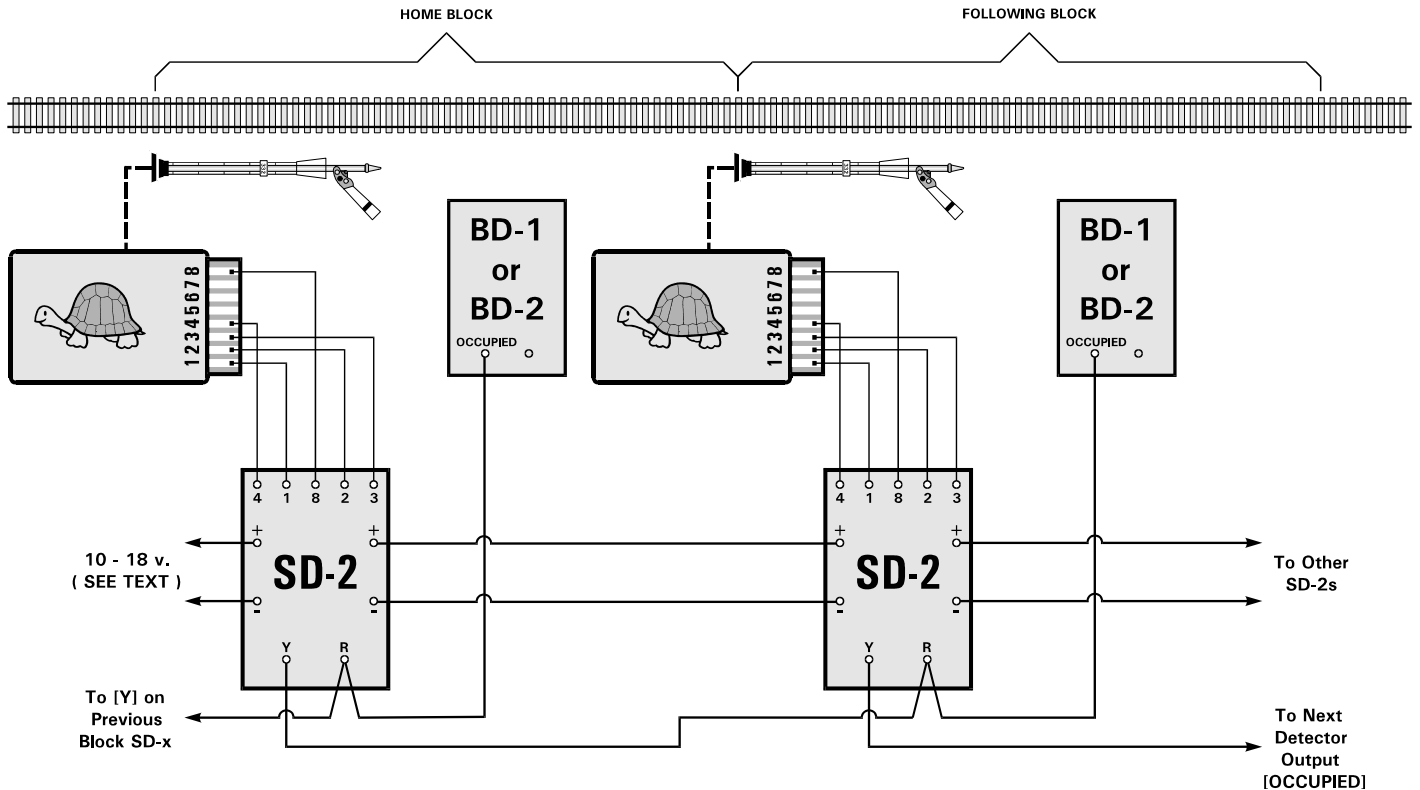 HOME BLOCK
FOLLOWING BLOCK
12345678
BD-1
or
BD-2
OCCUPIED
12345678
BD-1
or
BD-2
OCCUPIED
4 1 8 2 3
+ +
SD-2
- -
Y R
4 1 8 2 3
+ +
SD-2
- -
Y R
10 - 18 v.
( SEE TEXT )
To Other
SD-2s
To [Y] on
Previous
Block SD-x
To Next
Detector
Output
[OCCUPIED]